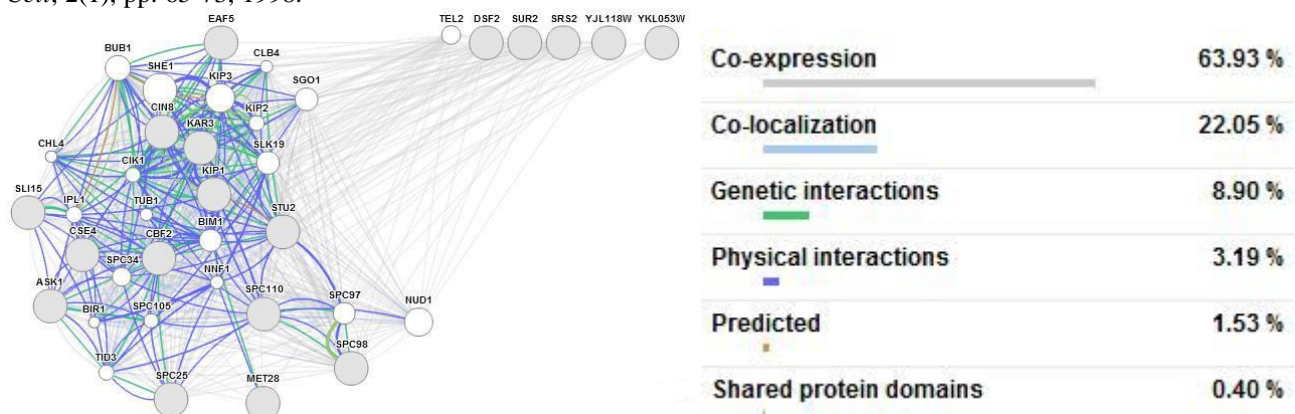 Cell, 2(1), pp. 65-73, 1998.
EAF5
TEL2 DSF2 SUR2 SRS2 YJL118W YKL053W
BUB1
CLB4
SHE1
KIP3
SGO1
CIN8
KIP2
KAR3
CHL4
SLK19
CIK1
KIP1
SLI15
IPL1
TUB1
STU2
BIM1
CSE4
CBF2
SPC34
NNF1
ASK1
SPC110
SPC97
NUD1
BIR1
SPC105
SPC98
TID3
SPC25
MET28
Co-expression 63.93 %
Co-localization 22.05 %
Genetic interactions 8.90 %
Physical interactions 3.19 %
Predicted 1.53 %
Shared protein domains 0.40 %